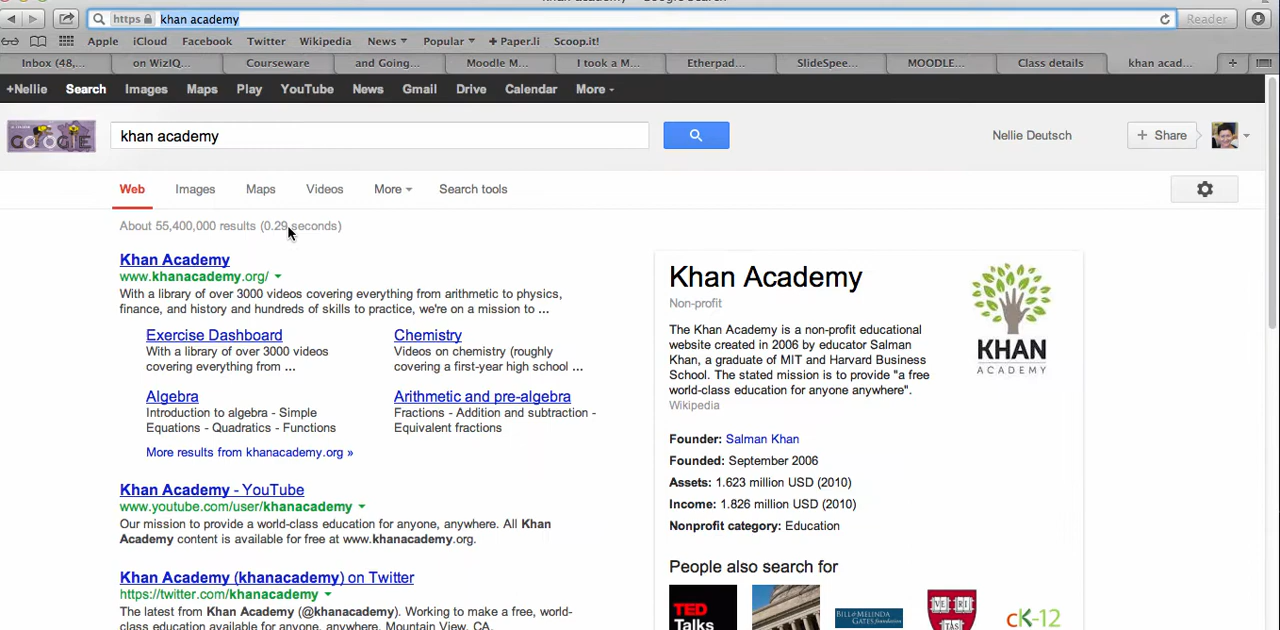 khan academy - Google Search
https khan academy Reader
Apple iCloud Facebook Twitter Wikipedia News Popular + Paper.li Scoop.it!
Inbox (48,... on WizIQ... Courseware and Going... Moodle M... I took a M... Etherpad... SlideSpee... MOODLE... Class details khan acad...
+Nellie Search Images Maps Play YouTube News Gmail Drive Calendar More
GOOGLE khan academy Nellie Deutsch + Share
Web Images Maps Videos More Search tools
About 55,400,000 results (0.29 seconds)
Khan Academy
www.khanacademy.org/
With a library of over 3000 videos covering everything from arithmetic to physics,
finance, and history and hundreds of skills to practice, we're on a mission to ...
Exercise Dashboard
With a library of over 3000 videos
covering everything from ...
Chemistry
Videos on chemistry (roughly
covering a first-year high school ...
Algebra
Introduction to algebra - Simple
Equations - Quadratics - Functions
Arithmetic and pre-algebra
Fractions - Addition and subtraction -
Equivalent fractions
More results from khanacademy.org »
Khan Academy - YouTube
www.youtube.com/user/khanacademy
Our mission to provide a world-class education for anyone, anywhere. All Khan
Academy content is available for free at www.khanacademy.org.
Khan Academy (khanacademy) on Twitter
https://twitter.com/khanacademy
The latest from Khan Academy (@khanacademy). Working to make a free, world-
class education available for anyone, anywhere. Mountain View, CA.
Khan Academy
Non-profit
The Khan Academy is a non-profit educational
website created in 2006 by educator Salman
Khan, a graduate of MIT and Harvard Business
School. The stated mission is to provide "a free
world-class education for anyone anywhere".
Wikipedia
KHAN
ACADEMY
Founder: Salman Khan
Founded: September 2006
Assets: 1.623 million USD (2010)
Income: 1.826 million USD (2010)
Nonprofit category: Education
People also search for
TED
Talks
BILL & MELINDA
GATES foundation
VE RI
TAS
cK-12